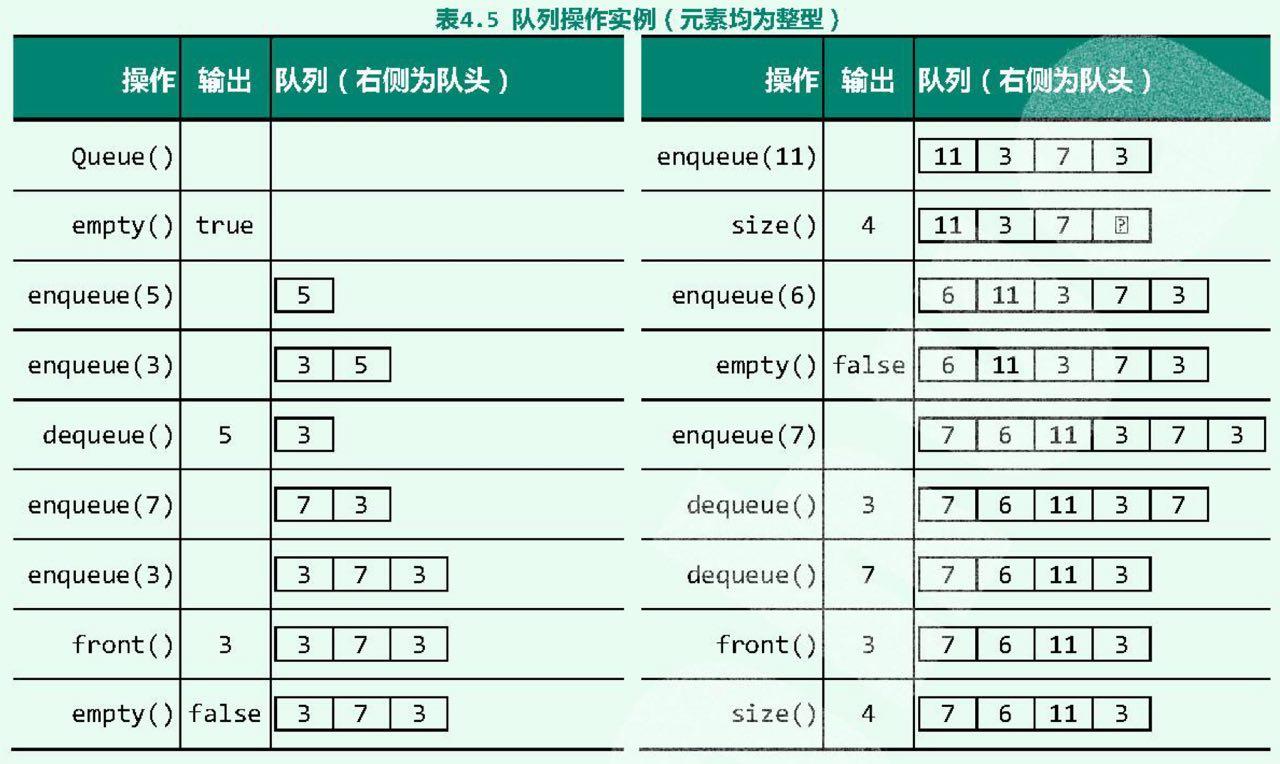 表4.5 队列操作实例（元素均为整型）
操作 输出 队列（右侧为队头）
Queue()
empty() true
enqueue(5) 5
enqueue(3) 3 5
dequeue() 5 3
enqueue(7) 7 3
enqueue(3) 3 7 3
front() 3 3 7 3
empty() false 3 7 3
操作 输出 队列（右侧为队头）
enqueue(11) 11 3 7 3
size() 4 11 3 7
enqueue(6) 6 11 3 7 3
empty() false 6 11 3 7 3
enqueue(7) 7 6 11 3 7 3
dequeue() 3 7 6 11 3 7
dequeue() 7 7 6 11 3
front() 3 7 6 11 3
size() 4 7 6 11 3